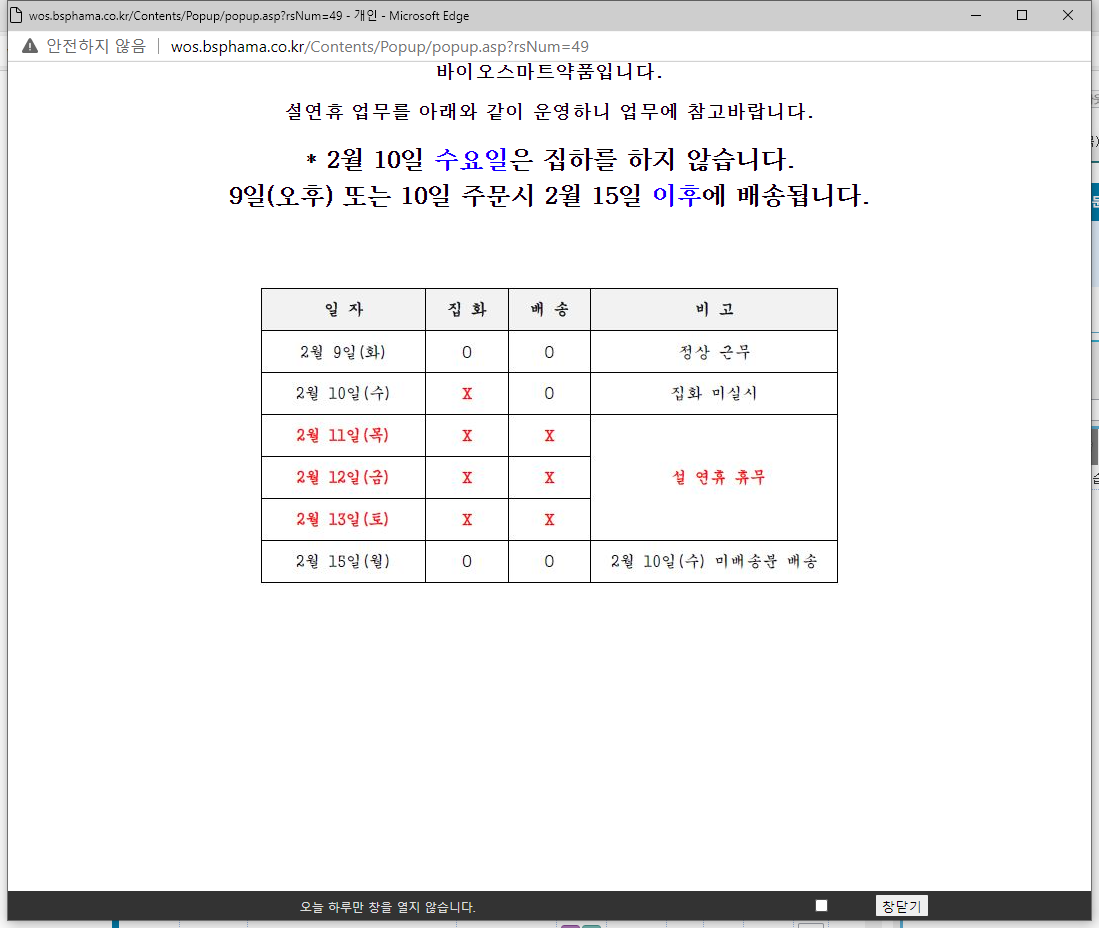 wos.bsphama.co.kr/Contents/Popup/popup.asp?rsNum=49 - 개인 - Microsoft Edge
안전하지 않음 | wos.bsphama.co.kr/Contents/Popup/popup.asp?rsNum=49
바이오스마트약품입니다.
설연휴 업무를 아래와 같이 운영하니 업무에 참고바랍니다.
* 2월 10일 수요일은 집하를 하지 않습니다.
9일(오후) 또는 10일 주문시 2월 15일 이후에 배송됩니다.
일 자 집 화 배 송 비 고
2월 9일(화) O O 정상 근무
2월 10일(수) X O 집화 미실시
2월 11일(목) X X
2월 12일(금) X X 설 연휴 휴무
2월 13일(토) X X
2월 15일(월) O O 2월 10일(수) 미배송분 배송
오늘 하루만 창을 열지 않습니다. 창닫기